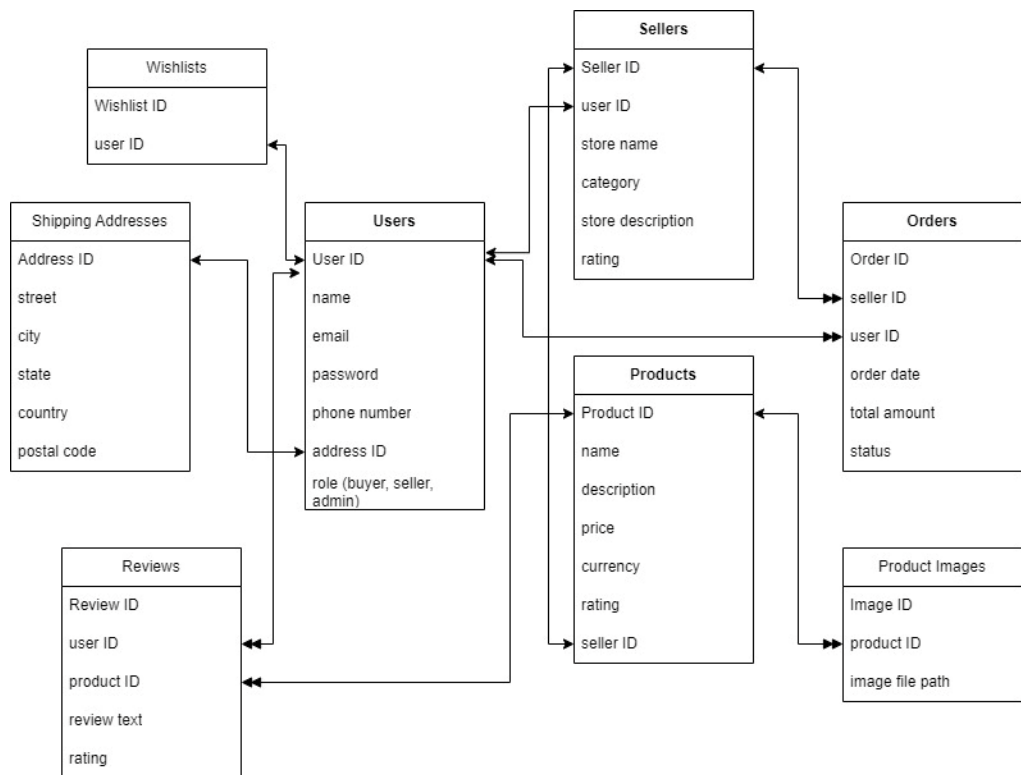 Wishlists
Wishlist ID
user ID
Shipping Addresses
Address ID
street
city
state
country
postal code
Users
User ID
name
email
password
phone number
address ID
role (buyer, seller,
admin)
Sellers
Seller ID
user ID
store name
category
store description
rating
Orders
Order ID
seller ID
user ID
order date
total amount
status
Products
Product ID
name
description
price
currency
rating
seller ID
Reviews
Review ID
user ID
product ID
review text
rating
Product Images
Image ID
product ID
image file path